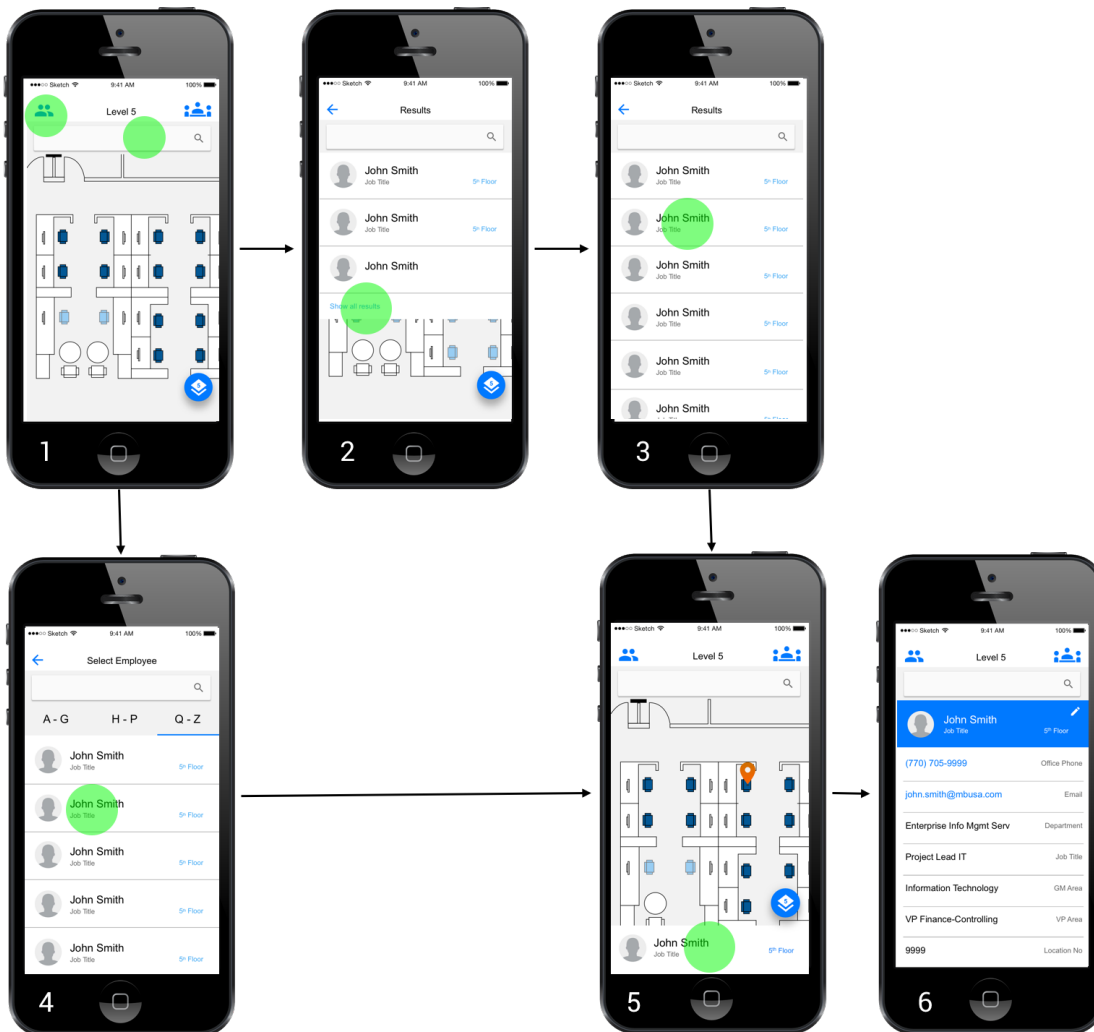 ●●●○○ Sketch 9:41 AM 100%
Level 5
1
●●●○○ Sketch 9:41 AM 100%
Results
John Smith
Job Title 5th Floor
John Smith
Job Title 5th Floor
John Smith
Show all results
2
●●●○○ Sketch 9:41 AM 100%
Results
John Smith
Job Title 5th Floor
John Smith
Job Title 5th Floor
John Smith
Job Title 5th Floor
John Smith
Job Title 5th Floor
John Smith
Job Title 5th Floor
John Smith
Job Title 5th Floor
3
●●●○○ Sketch 9:41 AM 100%
Select Employee
A - G H - P Q - Z
John Smith
Job Title 5th Floor
John Smith
Job Title 5th Floor
John Smith
Job Title 5th Floor
John Smith
Job Title 5th Floor
John Smith
Job Title 5th Floor
4
●●●○○ Sketch 9:41 AM 100%
Level 5
John Smith
Job Title 5th Floor
5
●●●○○ Sketch 9:41 AM 100%
Level 5
John Smith
Job Title 5th Floor
(770) 705-9999 Office Phone
john.smith@mbusa.com Email
Enterprise Info Mgmt Serv Department
Project Lead IT Job Title
Information Technology GM Area
VP Finance-Controlling VP Area
9999 Location No
6